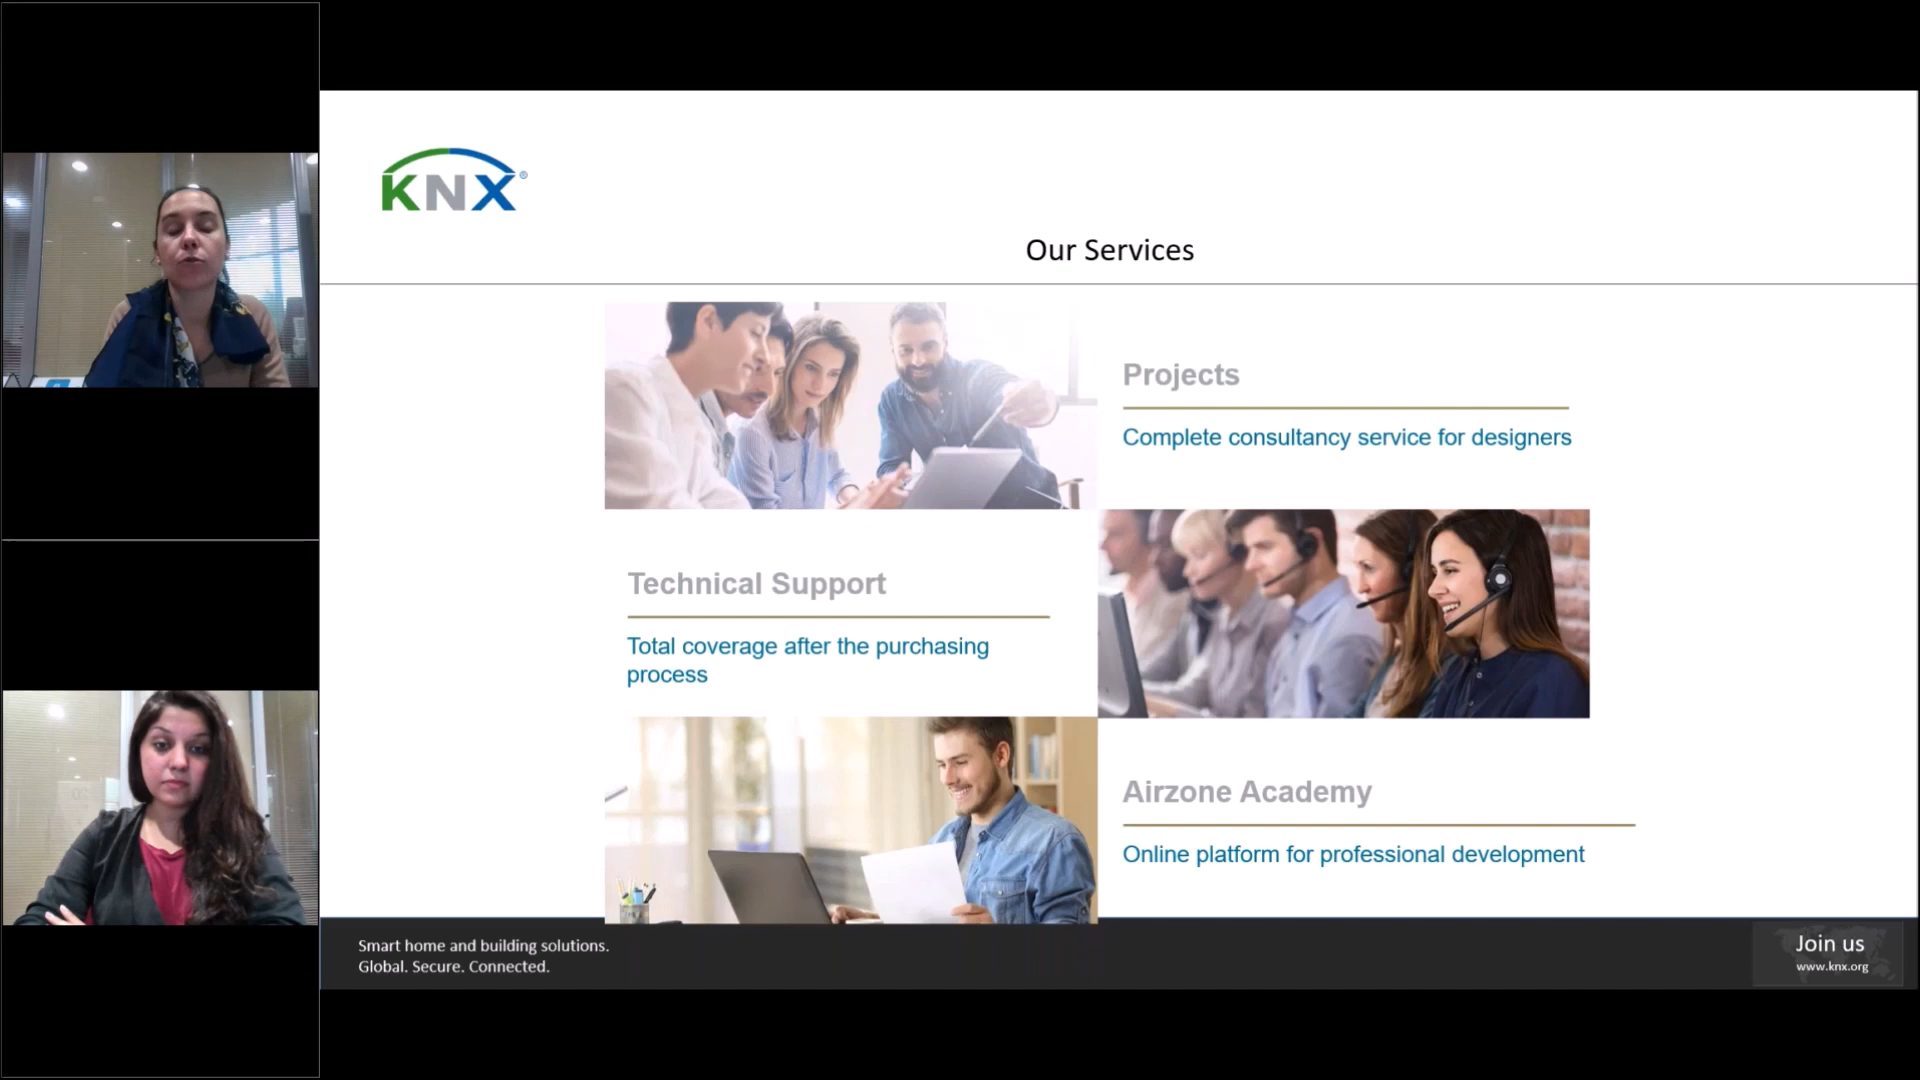 KNX®
Our Services
Projects
Complete consultancy service for designers
Technical Support
Total coverage after the purchasing
process
Airzone Academy
Online platform for professional development
Smart home and building solutions.
Global. Secure. Connected.
Join us
www.knx.org